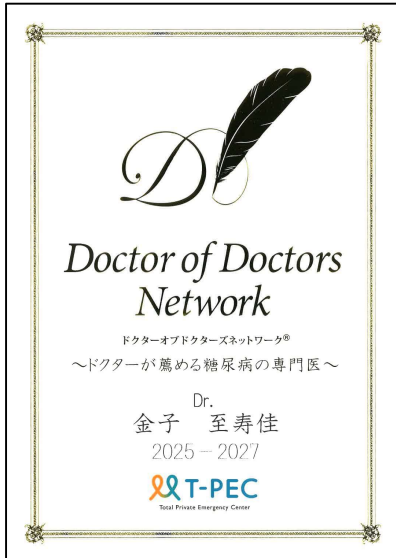 Doctor of Doctors
Network
ドクターオブドクターズネットワーク®
～ドクターが薦める糖尿病の専門医～
Dr.
金子 至寿佳
2025－2027
T-PEC
Total Private Emergency Center